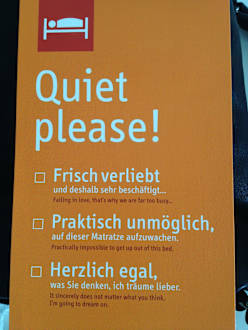 Quiet
please!
Frisch verliebt
und deshalb sehr beschäftigt...
Falling in love, that's why we are far too busy...
Praktisch unmöglich,
auf dieser Matratze aufzuwachen.
Practically impossible to get up out of this bed.
Herzlich egal,
was Sie denken, ich träume lieber.
It sincerely does not matter what you think,
I'm going to dream on.